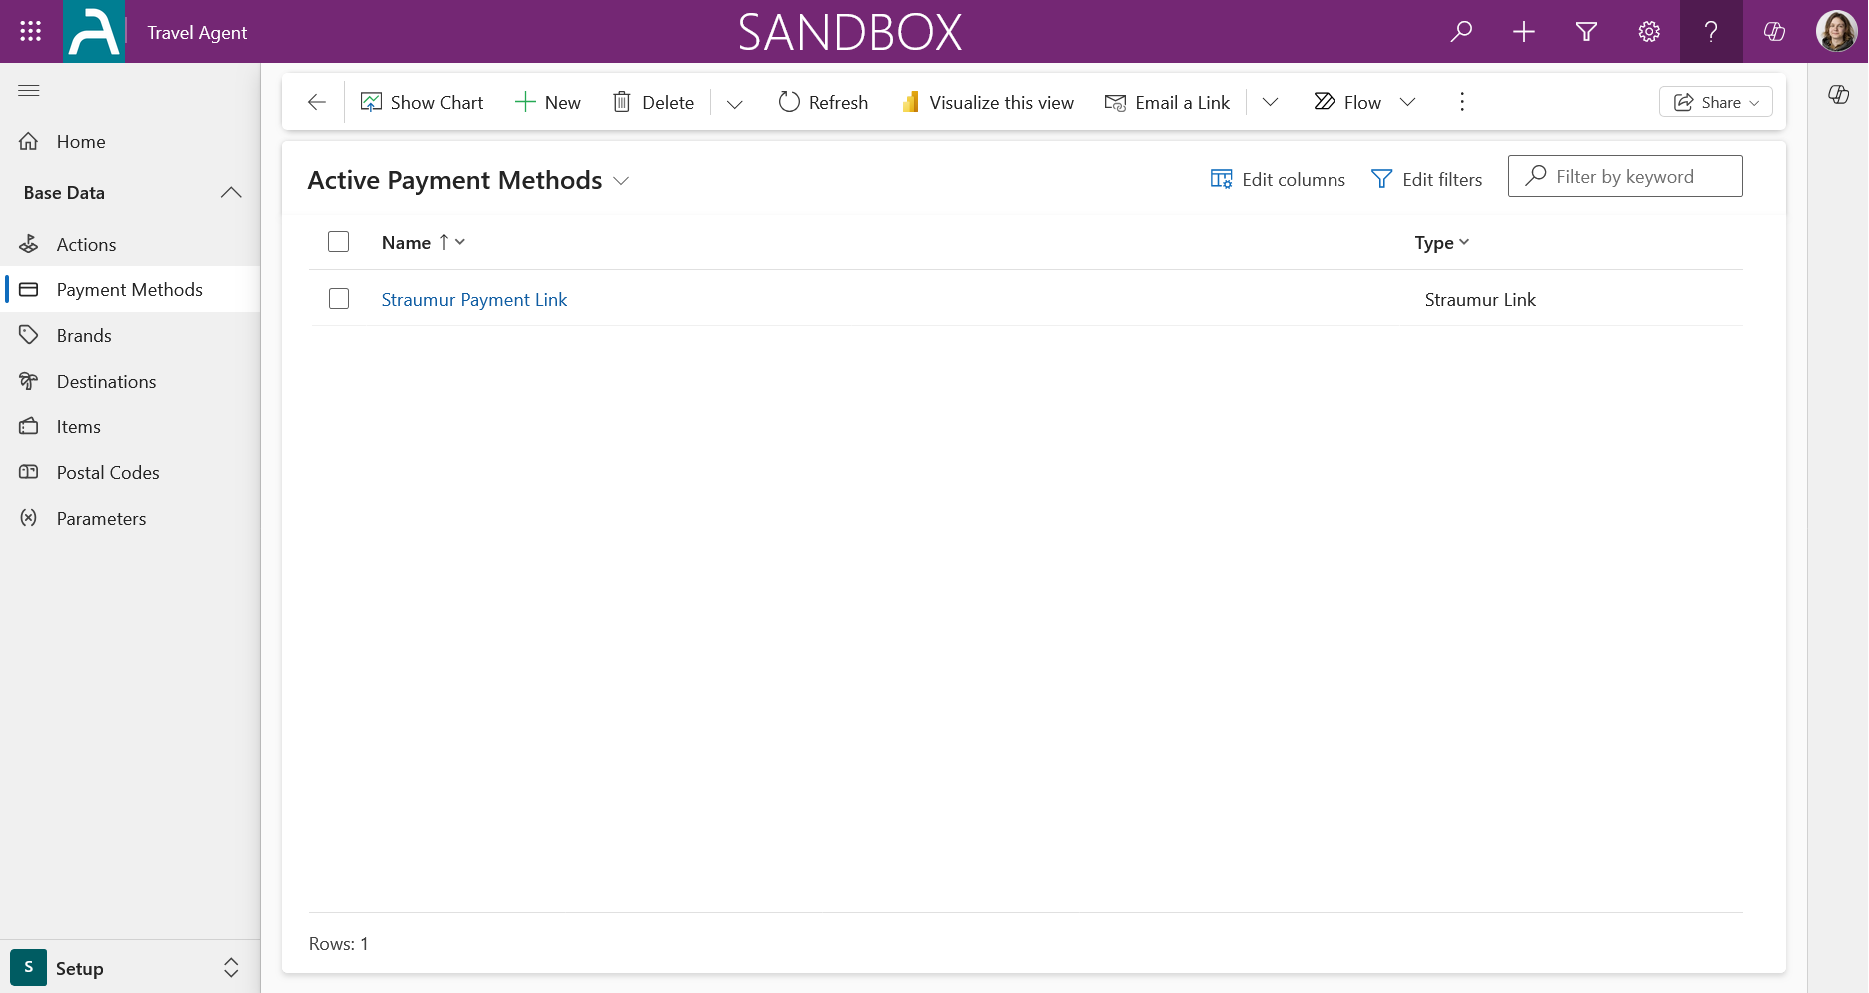 Travel Agent
SANDBOX
Home
Base Data
Actions
Payment Methods
Brands
Destinations
Items
Postal Codes
Parameters
S Setup
Show Chart New Delete Refresh Visualize this view Email a Link Flow Share
Active Payment Methods
Edit columns Edit filters Filter by keyword
Name Type
Straumur Payment Link Straumur Link
Rows: 1